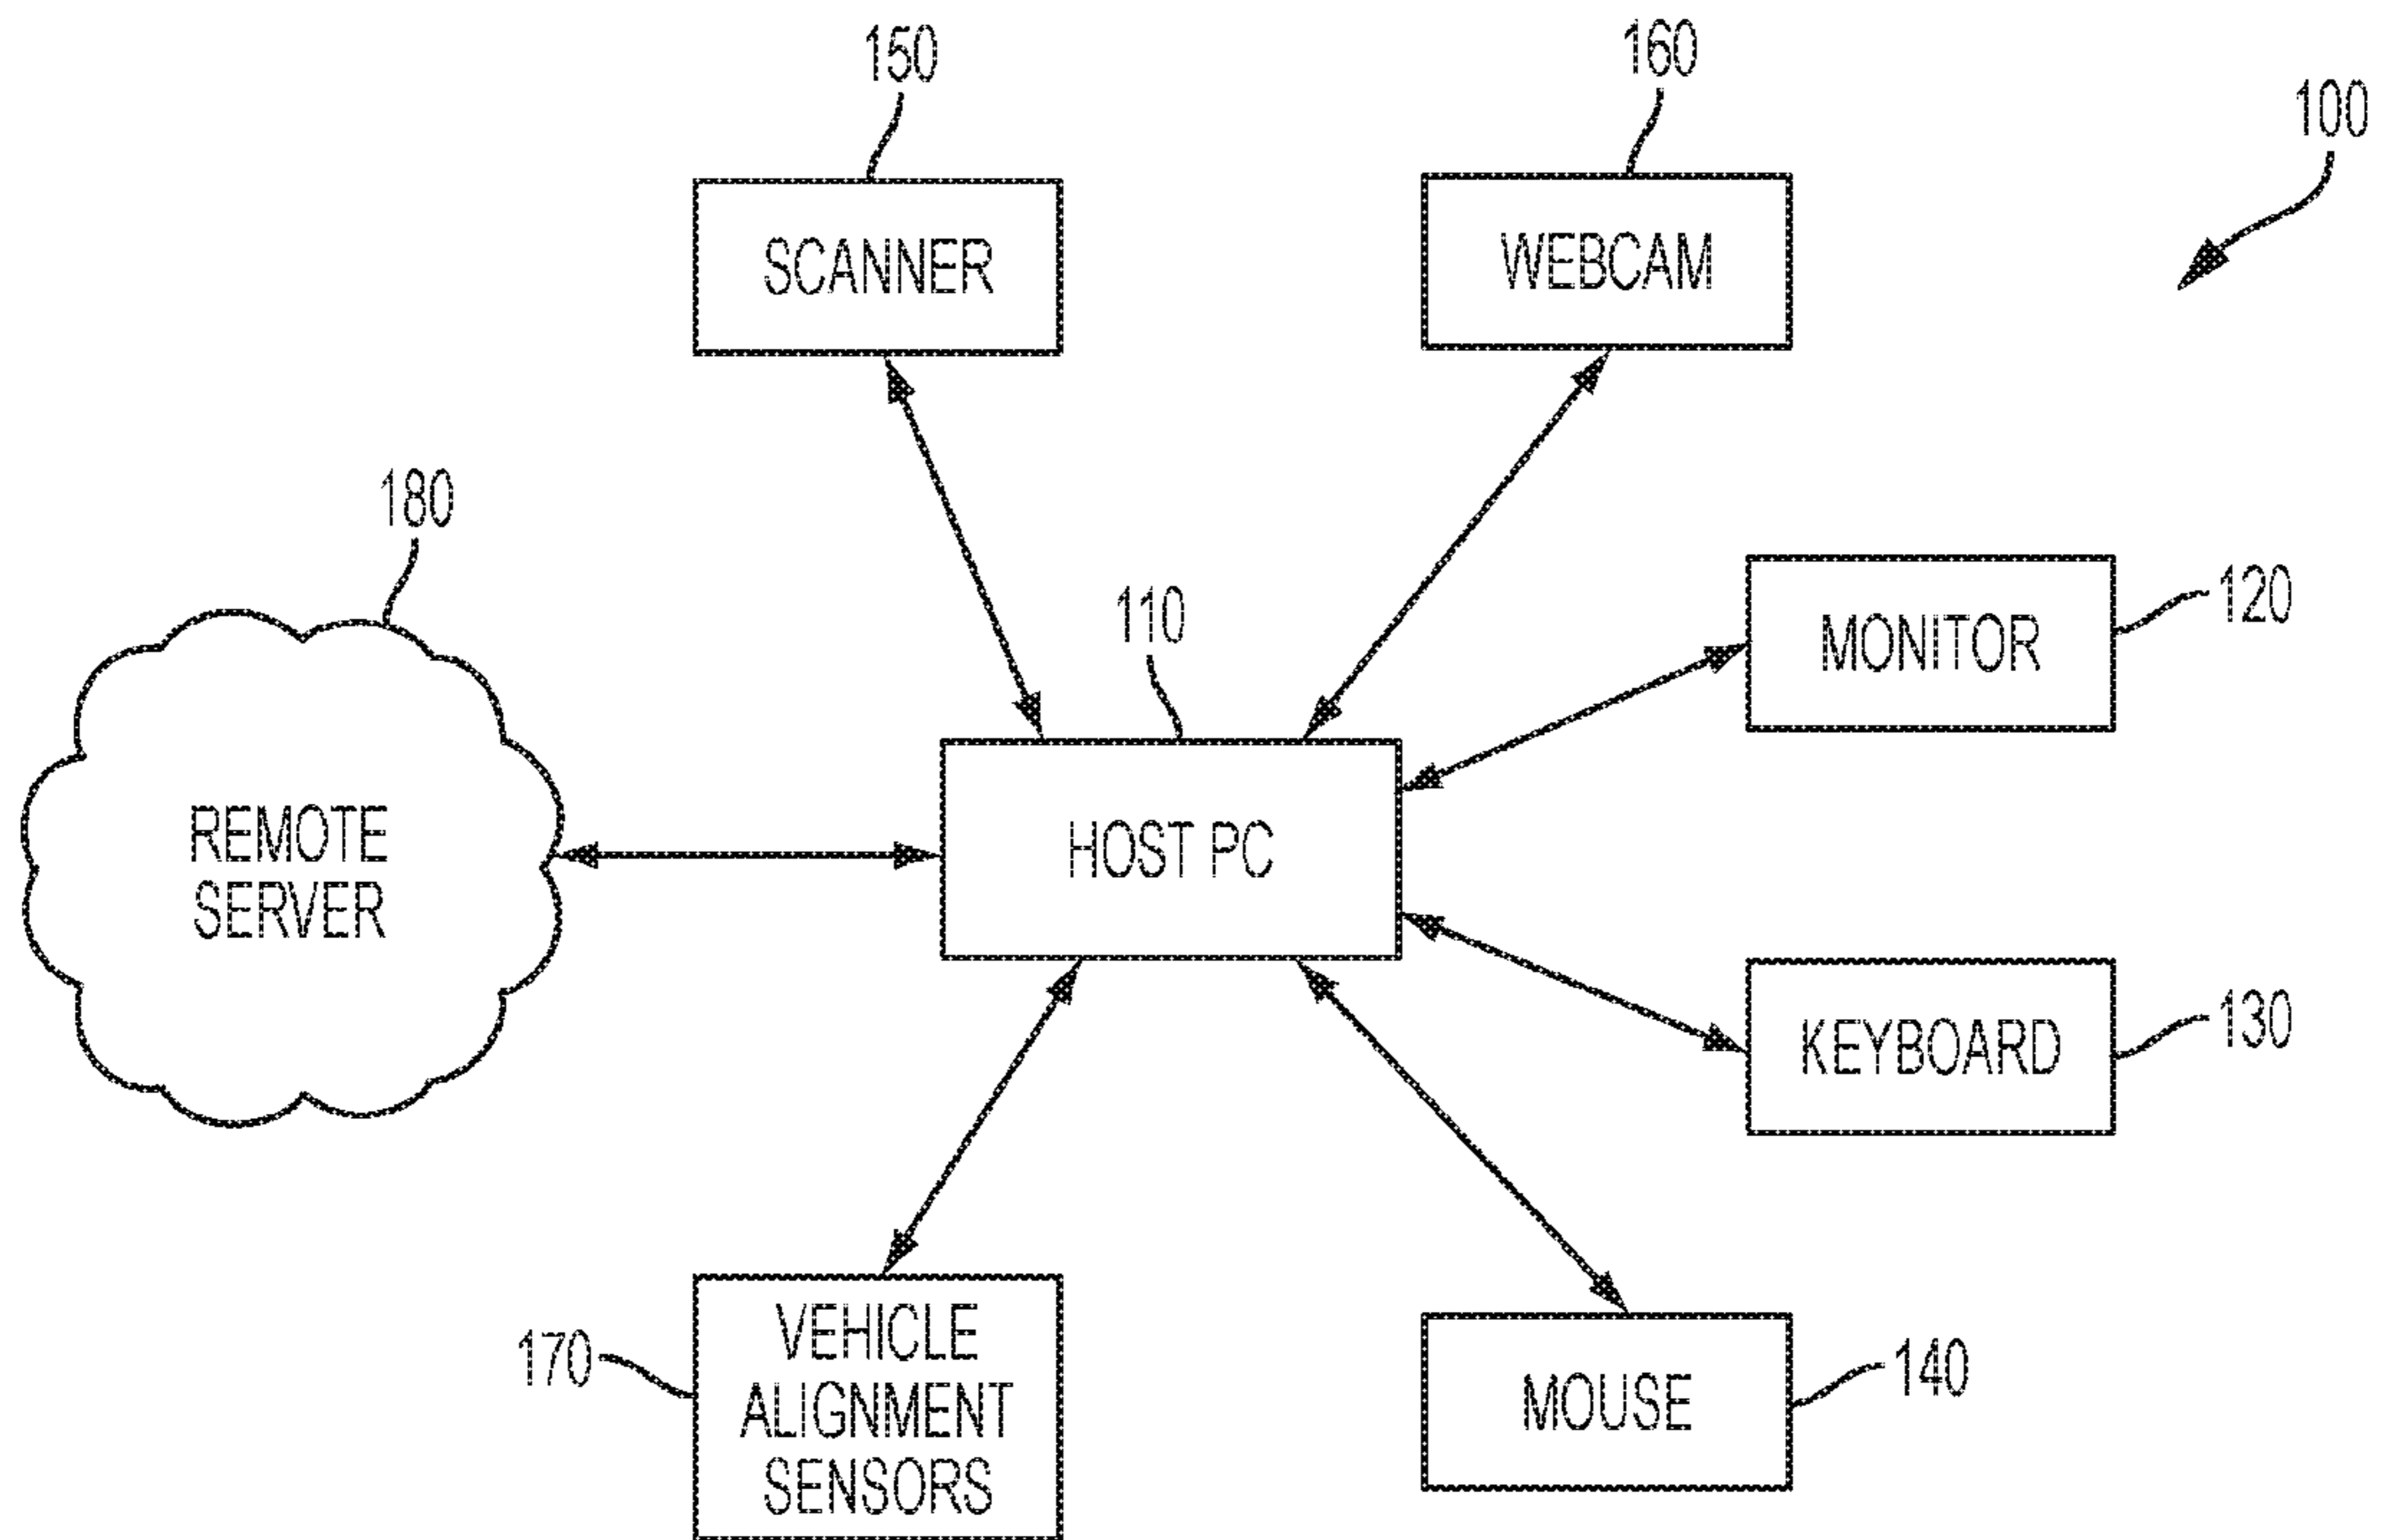 150
160
100
SCANNER
WEBCAM
180
110
120
MONITOR
REMOTE
SERVER
HOST PC
130
KEYBOARD
170
VEHICLE
ALIGNMENT
SENSORS
MOUSE
140